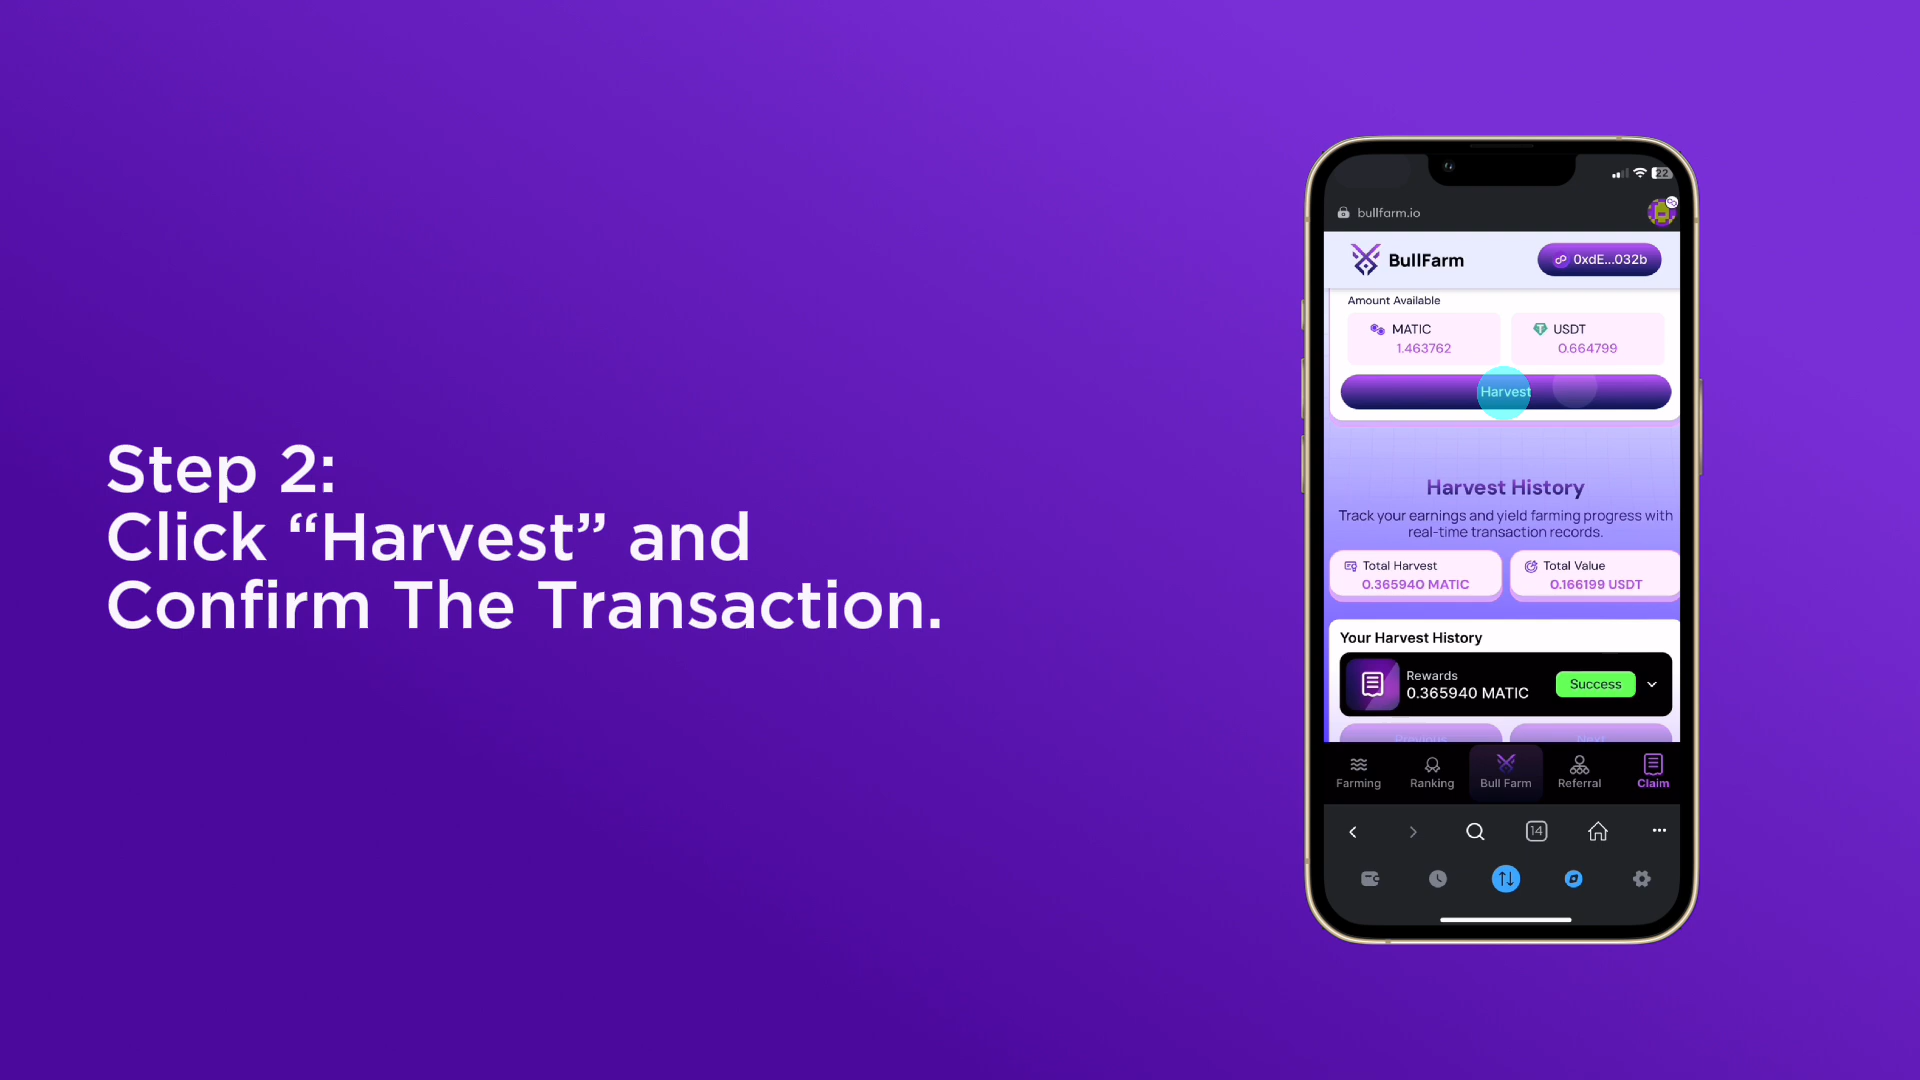 Step 2:
Click “Harvest” and
Confirm The Transaction.
22
bullfarm.io
BullFarm
0xdE...032b
Amount Available
MATIC
1.463762
USDT
0.664799
Harvest
Harvest History
Track your earnings and yield farming progress with
real-time transaction records.
Total Harvest
0.365940 MATIC
Total Value
0.166199 USDT
Your Harvest History
Rewards
0.365940 MATIC
Success
Previous
Next
Farming
Ranking
Bull Farm
Referral
Claim
14